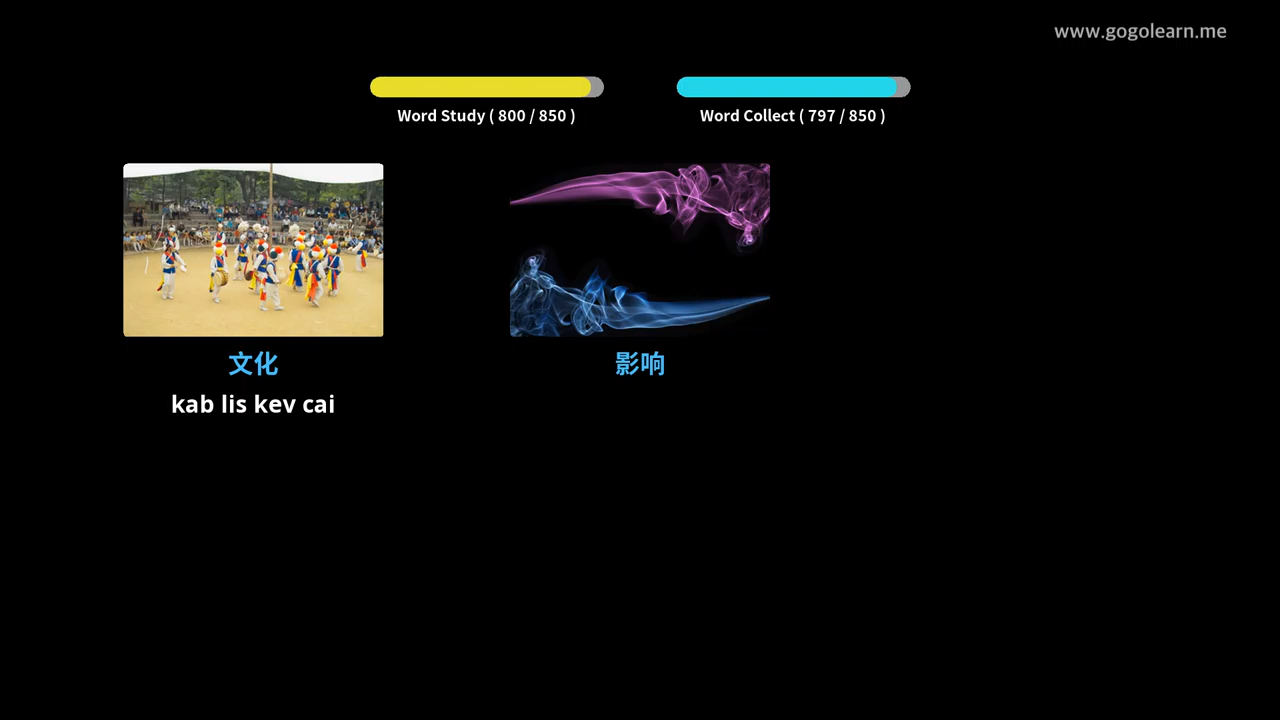 www.gogolearn.me
Word Study ( 800 / 850 )
Word Collect ( 797 / 850 )
文化
影响
kab lis kev cai